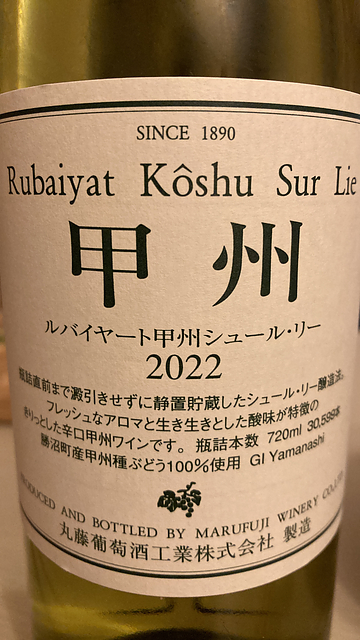 SINCE 1890
Rubaiyat Kôshu Sur Lie
甲州
ルバイヤート甲州シュール・リー
2022
瓶詰直前まで澱引きせずに静置貯蔵したシュール・リー醸造法。
フレッシュなアロマと生き生きとした酸味が特徴の
きりっとした辛口甲州ワインです。 瓶詰本数 720ml 30,598本
勝沼町産甲州種ぶどう100%使用 GI Yamanashi
PRODUCED AND BOTTLED BY MARUFUJI WINERY CO.,LTD
丸藤葡萄酒工業株式会社 製造